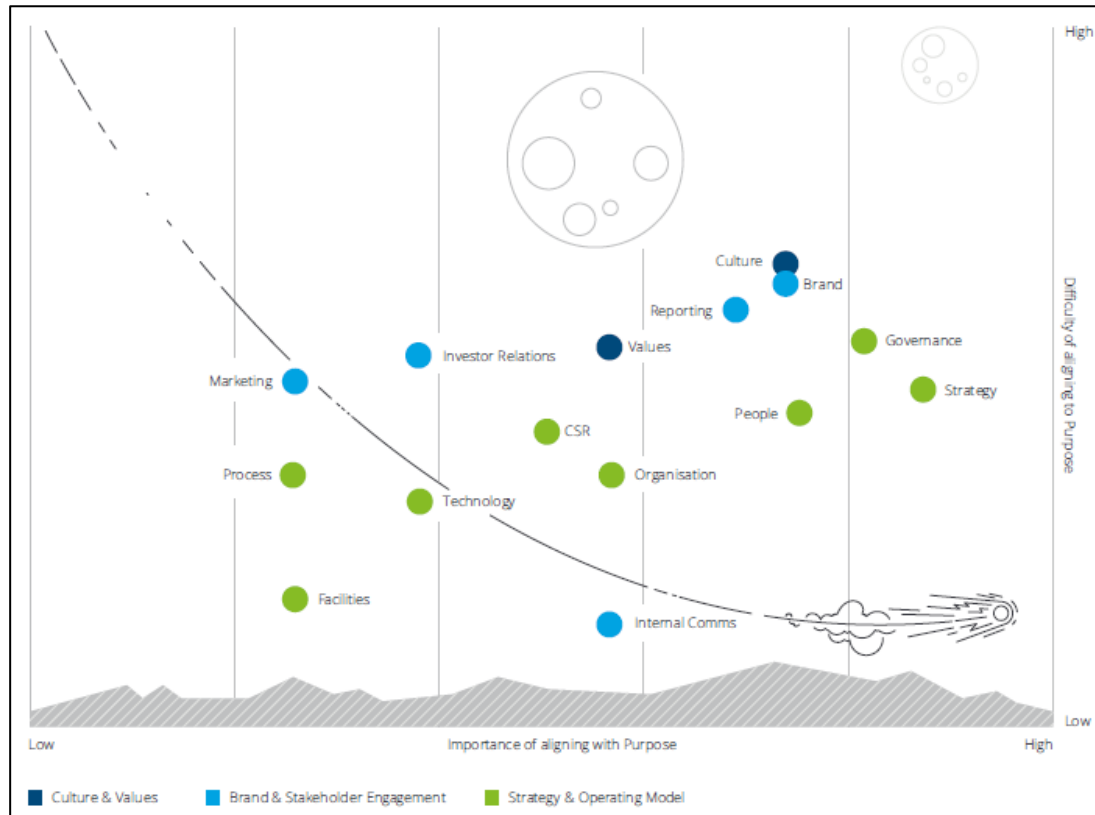 High
Culture
Brand
Reporting
Governance
Values
Investor Relations
Marketing
Strategy
People
CSR
Process
Organisation
Technology
Facilities
Internal Comms
Difficulty of aligning to Purpose
Low
Low
Importance of aligning with Purpose
High
Culture & Values
Brand & Stakeholder Engagement
Strategy & Operating Model